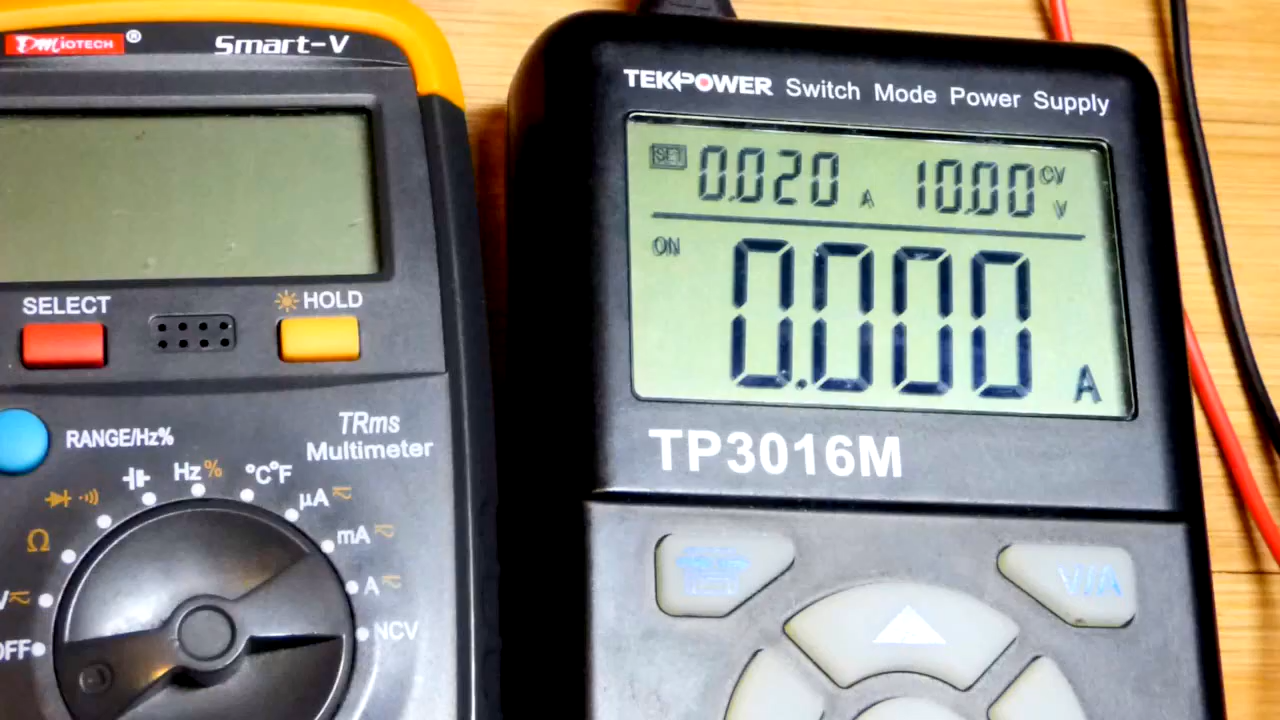 DMiOTECH ®
Smart-V
SELECT
HOLD
RANGE/Hz%
TRms
Multimeter
Hz %
°C°F
μA
mA
Ω
V
A
OFF
NCV
TEKPOWER Switch Mode Power Supply
SET 0.020 A 10.00 CV V
ON
0.000 A
TP3016M
V/A